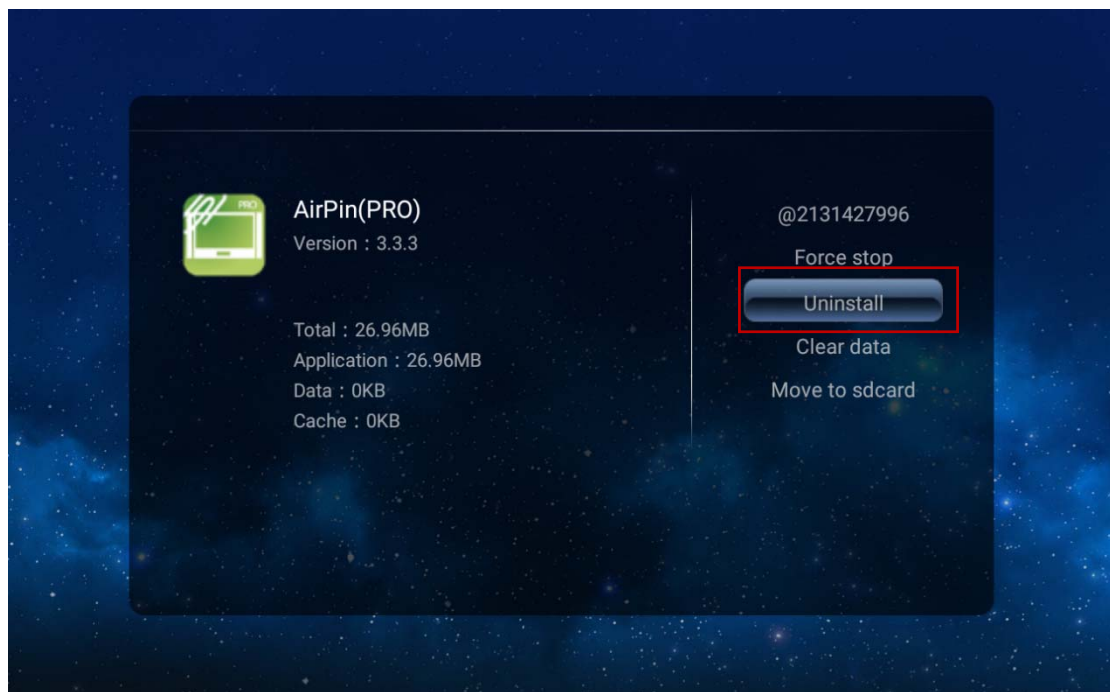 PRO
AirPin(PRO)
Version : 3.3.3
Total : 26.96MB
Application : 26.96MB
Data : 0KB
Cache : 0KB
@2131427996
Force stop
Uninstall
Clear data
Move to sdcard